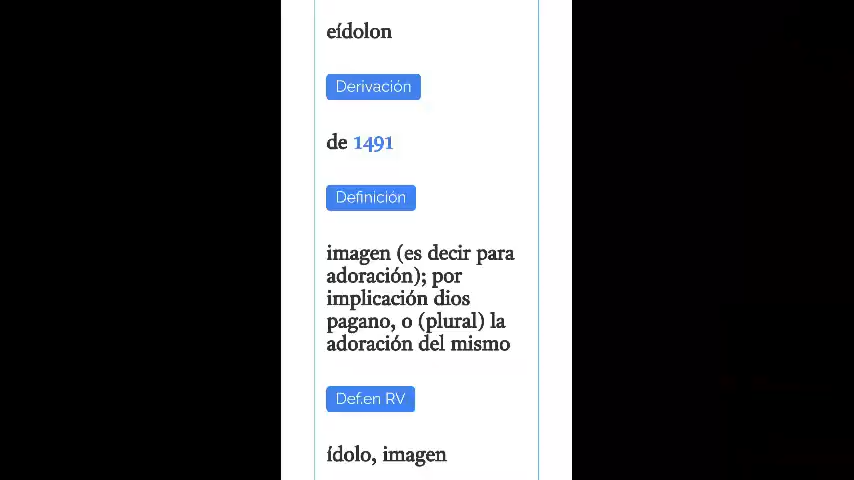 eídolon
Derivación
de 1491
Definición
imagen (es decir para
adoración); por
implicación dios
pagano, o (plural) la
adoración del mismo
Def.en RV
ídolo, imagen